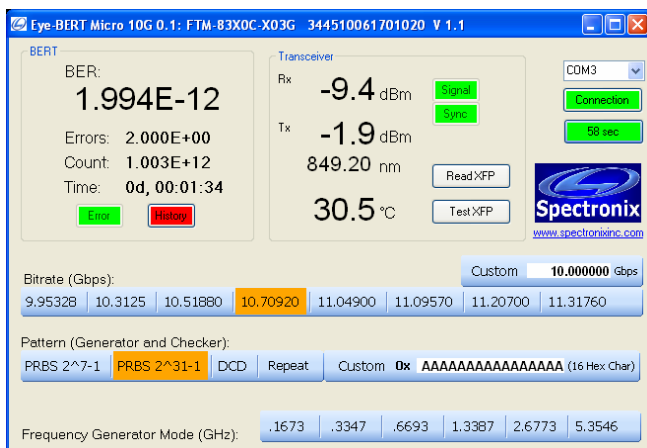 Eye-BERT Micro 10G 0.1: FTM-83X0C-X03G 344510061701020 V 1.1
BERT
BER:
1.994E-12
Errors: 2.000E+00
Count: 1.003E+12
Time: 0d, 00:01:34
Error History
Transceiver
Rx -9.4 dBm Signal
Sync
Tx -1.9 dBm
849.20 nm Read XFP
30.5 °C Test XFP
COM3
Connection
58 sec
Spectronix
www.spectronixinc.com
Custom 10.000000 Gbps
Bitrate (Gbps):
9.95328 10.3125 10.51880 10.70920 11.04900 11.09570 11.20700 11.31760
Pattern (Generator and Checker):
PRBS 2^7-1 PRBS 2^31-1 DCD Repeat Custom 0x AAAAAAAAAAAAAAAA (16 Hex Char)
Frequency Generator Mode (GHz): .1673 .3347 .6693 1.3387 2.6773 5.3546